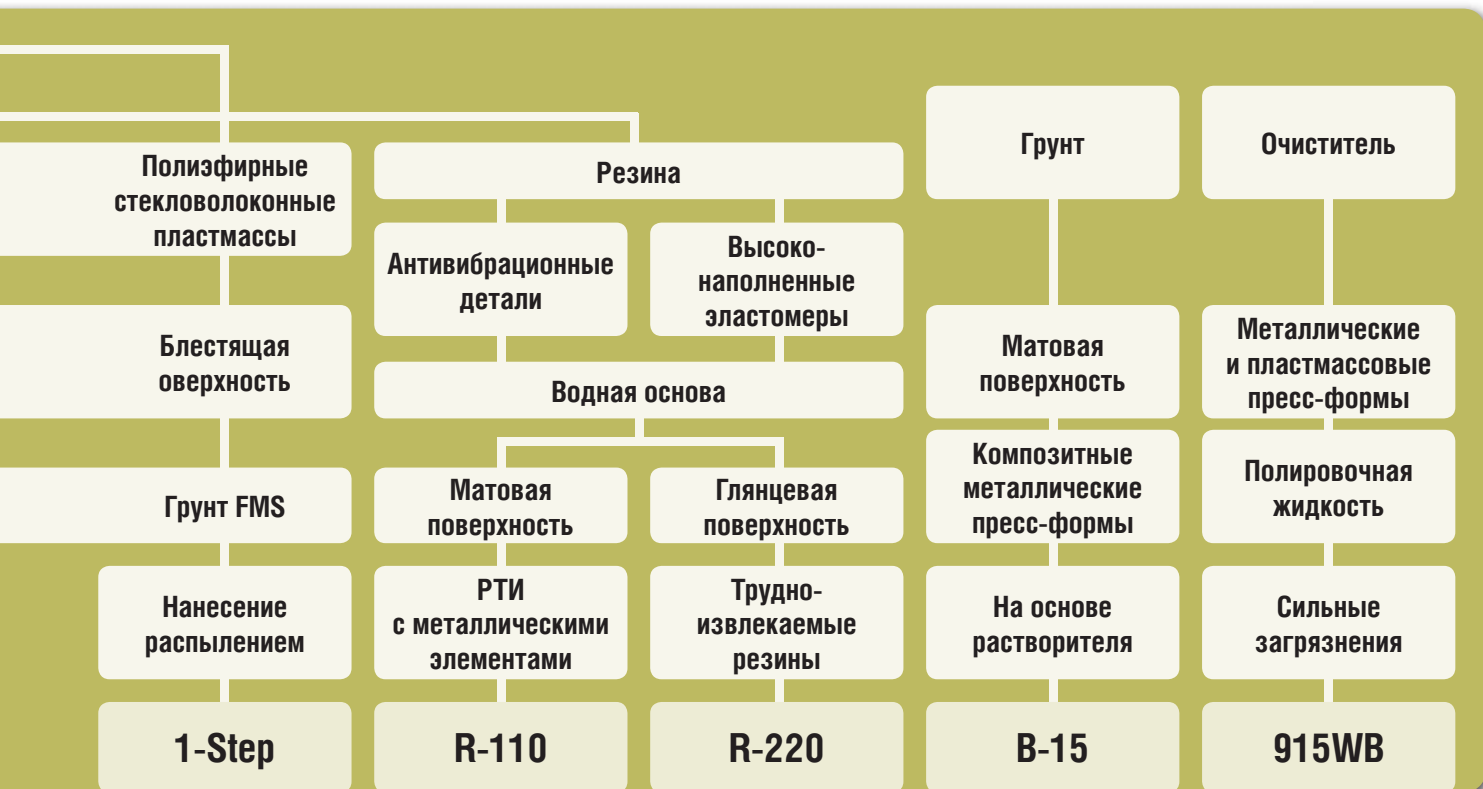 Полиэфирные
стекловолоконные
пластмассы
Блестящая
оверхность
Грунт FMS
Нанесение
распылением
1-Step
Резина
Антивибрационные
детали
Высоко-
наполненные
эластомеры
Водная основа
Матовая
поверхность
Глянцевая
поверхность
РТИ
с металлическими
элементами
Трудно-
извлекаемые
резины
R-110
R-220
Грунт
Матовая
поверхность
Композитные
металлические
пресс-формы
На основе
растворителя
B-15
Очиститель
Металлические
и пластмассовые
пресс-формы
Полировочная
жидкость
Сильные
загрязнения
915WB